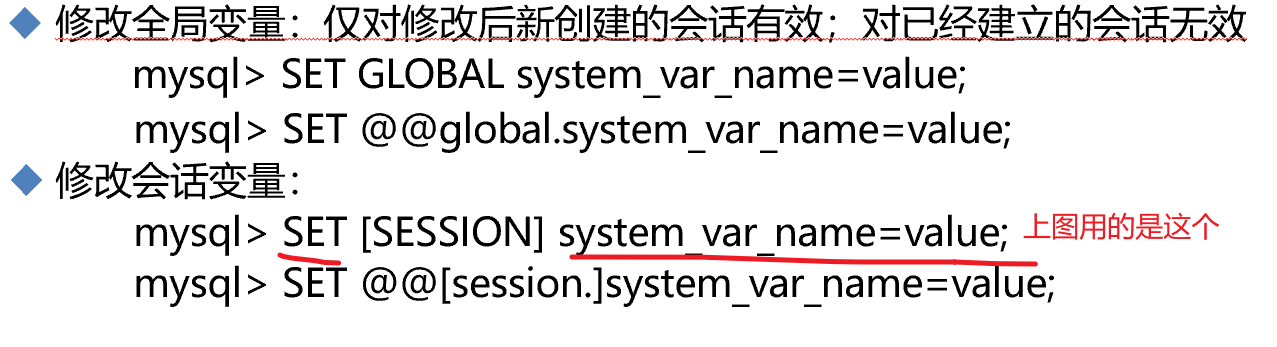 修改全局变量：仅对修改后新创建的会话有效；对已经建立的会话无效
mysql> SET GLOBAL system_var_name=value;
mysql> SET @@global.system_var_name=value;
修改会话变量：
mysql> SET [SESSION] system_var_name=value; 上图用的是这个
mysql> SET @@[session.]system_var_name=value;